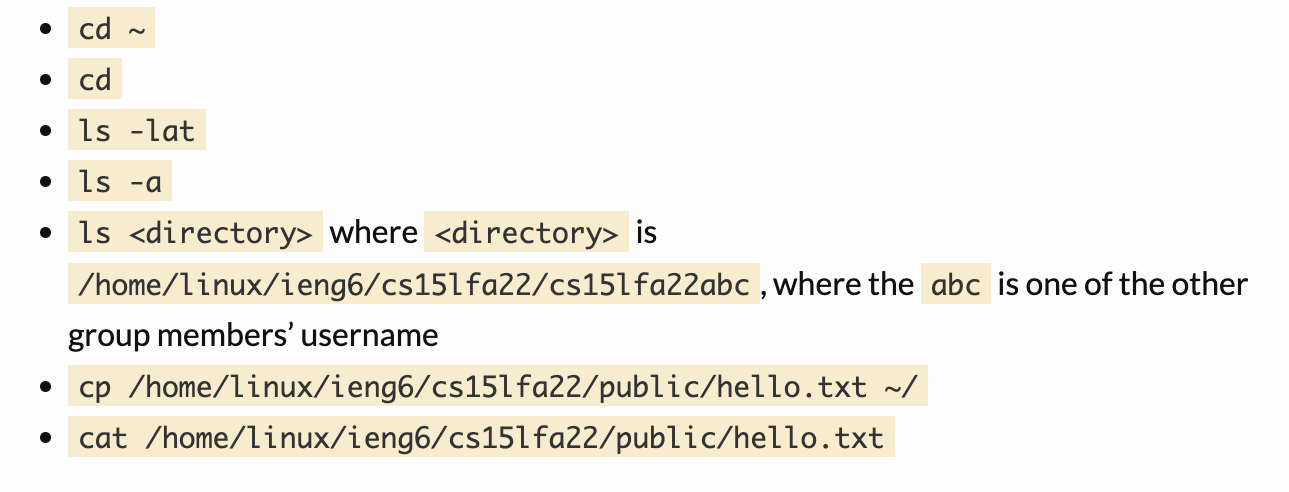 • cd ~
• cd
• ls -lat
• ls -a
• ls <directory> where <directory> is
/home/linux/ieng6/cs15lfa22/cs15lfa22abc, where the abc is one of the other
group members’ username
• cp /home/linux/ieng6/cs15lfa22/public/hello.txt ~/
• cat /home/linux/ieng6/cs15lfa22/public/hello.txt